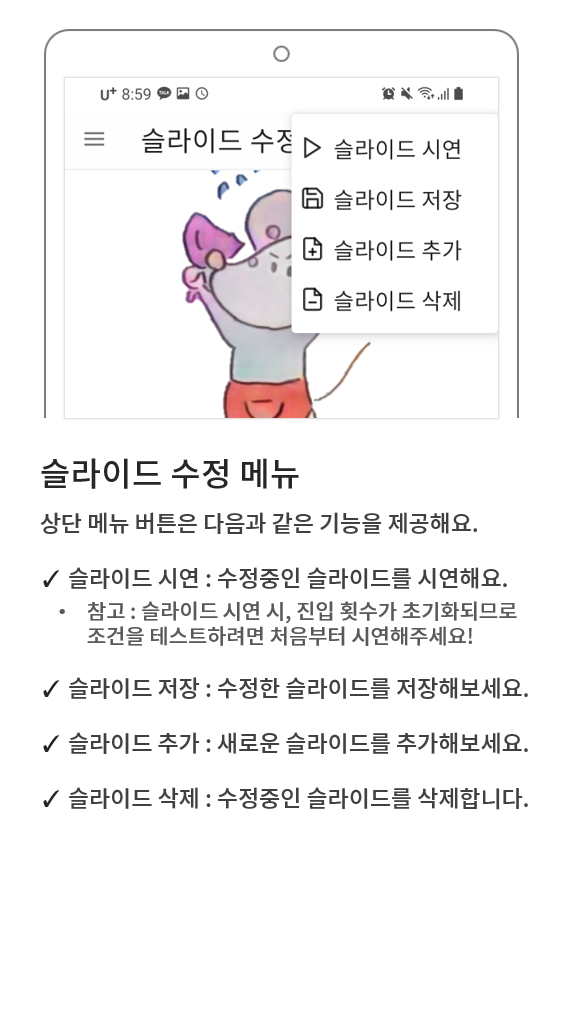 U+ 8:59 TALK
슬라이드 수정
슬라이드 시연
슬라이드 저장
슬라이드 추가
슬라이드 삭제
슬라이드 수정 메뉴
상단 메뉴 버튼은 다음과 같은 기능을 제공해요.
✓ 슬라이드 시연 : 수정중인 슬라이드를 시연해요.
• 참고 : 슬라이드 시연 시, 진입 횟수가 초기화되므로
조건을 테스트하려면 처음부터 시연해주세요!
✓ 슬라이드 저장 : 수정한 슬라이드를 저장해보세요.
✓ 슬라이드 추가 : 새로운 슬라이드를 추가해보세요.
✓ 슬라이드 삭제 : 수정중인 슬라이드를 삭제합니다.